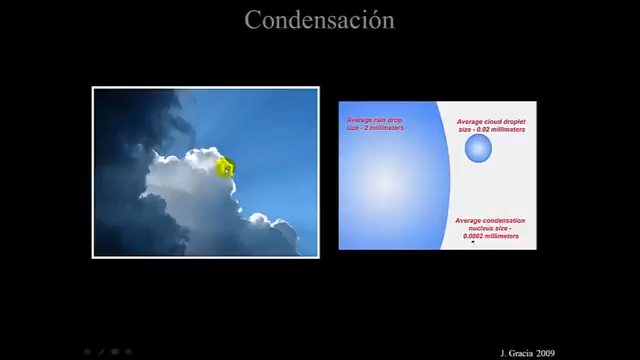 Condensación
Average rain drop
size - 2 millimeters
Average cloud droplet
size - 0.02 millimeters
Average condensation
nucleus size -
0.0002 millimeters
J. Gracia 2009